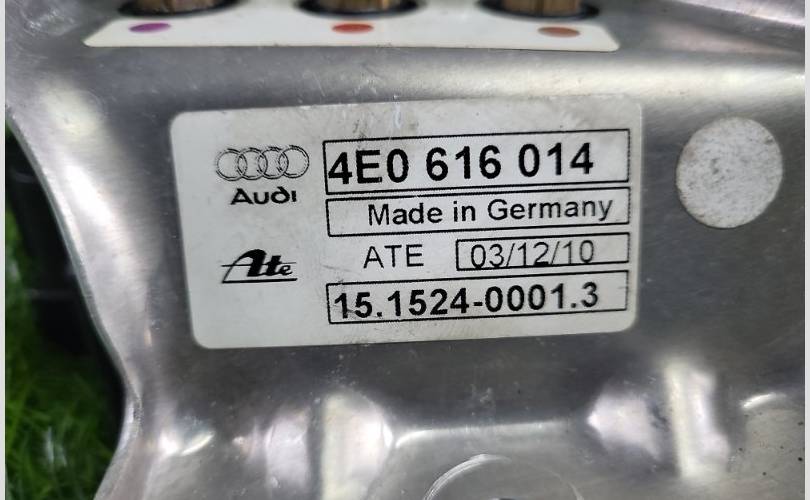 4E0 616 014
Audi
Made in Germany
Ate
ATE 03/12/10
15.1524-0001.3